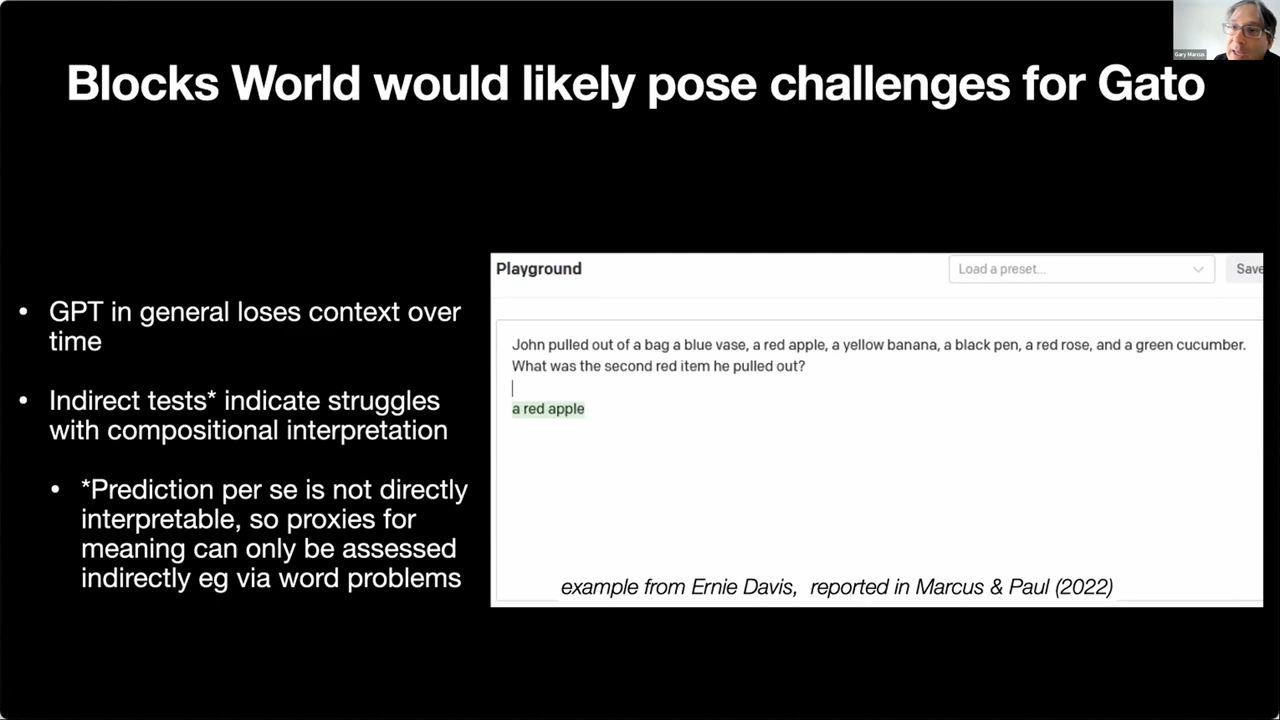 Gary Marcus
Blocks World would likely pose challenges for Gato
• GPT in general loses context over
time
• Indirect tests* indicate struggles
with compositional interpretation
• *Prediction per se is not directly
interpretable, so proxies for
meaning can only be assessed
indirectly eg via word problems
Playground
Load a preset...
Save
John pulled out of a bag a blue vase, a red apple, a yellow banana, a black pen, a red rose, and a green cucumber.
What was the second red item he pulled out?
a red apple
example from Ernie Davis, reported in Marcus & Paul (2022)